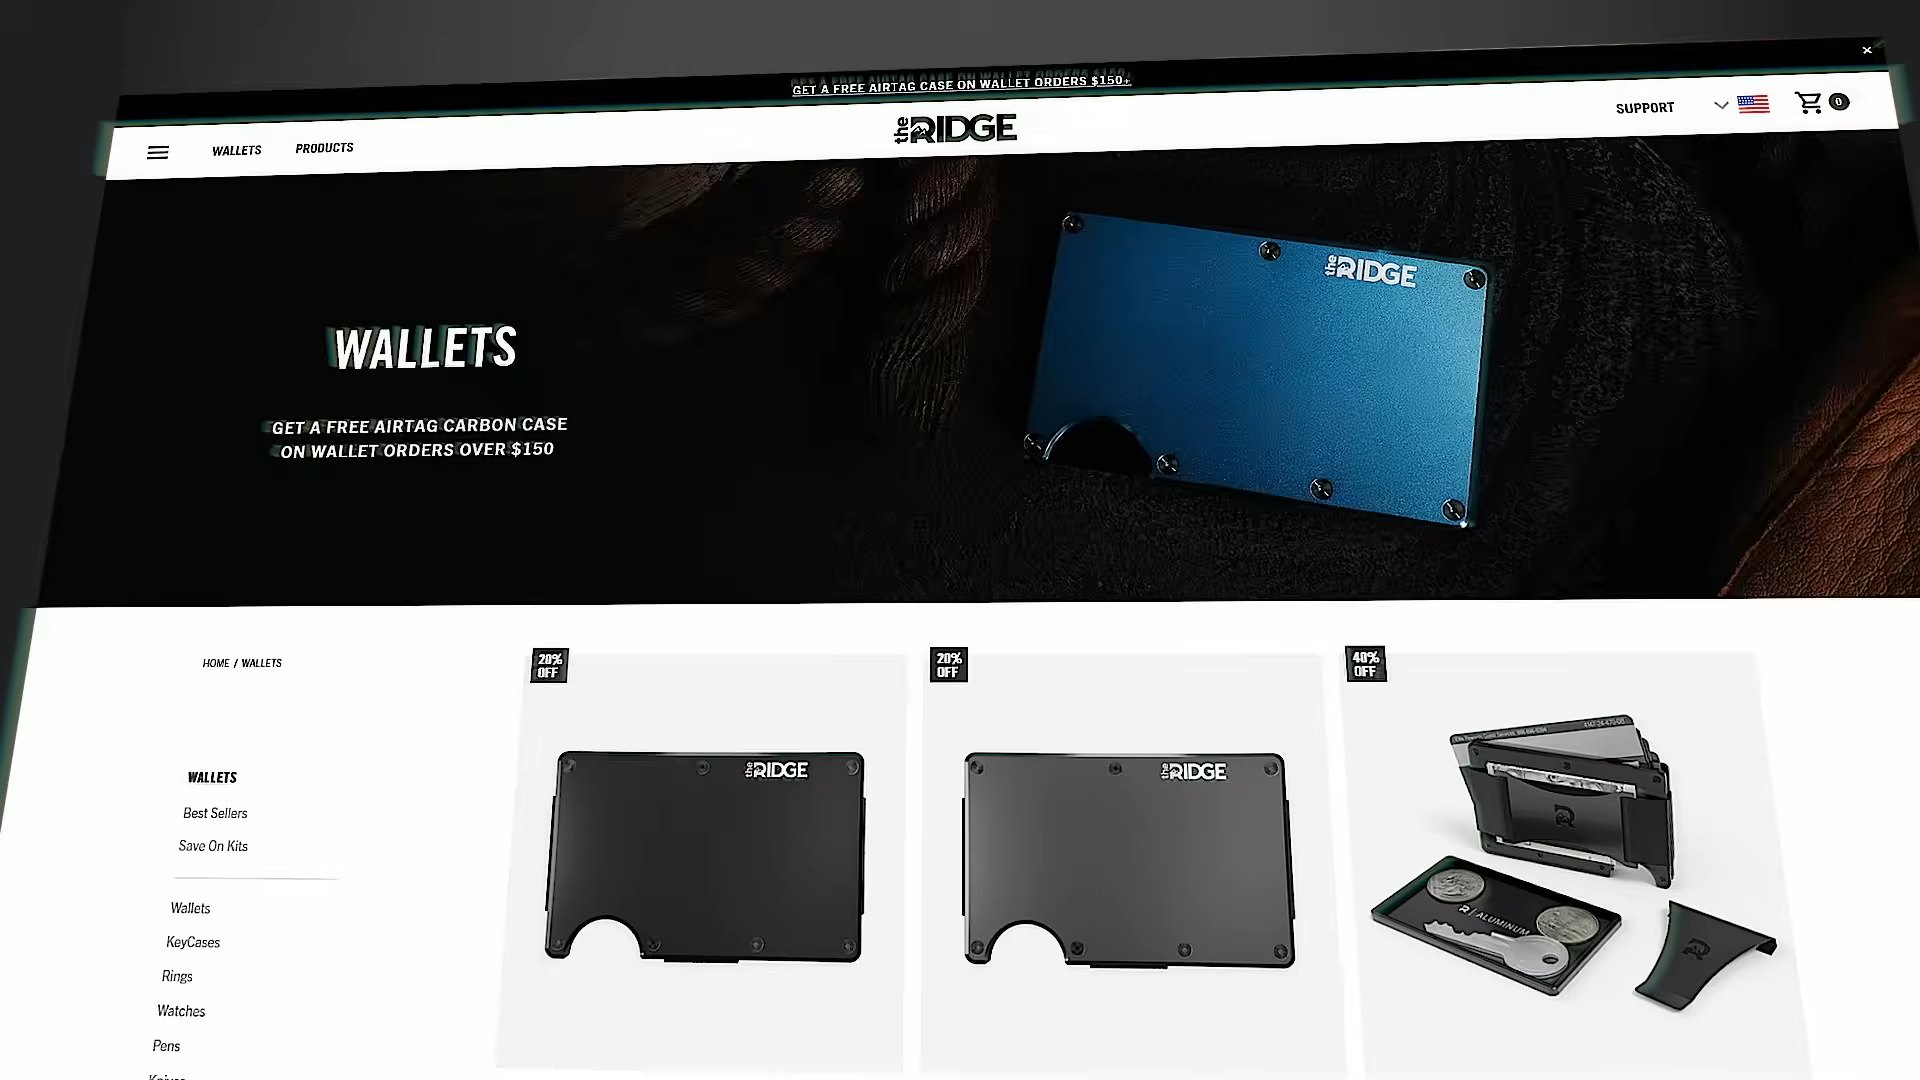 GET A FREE AIRTAG CASE ON WALLET ORDERS $150+
WALLETS
PRODUCTS
the RIDGE
SUPPORT
0
the RIDGE
WALLETS
GET A FREE AIRTAG CARBON CASE
ON WALLET ORDERS OVER $150
HOME / WALLETS
WALLETS
Best Sellers
Save On Kits
Wallets
KeyCases
Rings
Watches
Pens
20%
OFF
the RIDGE
20%
OFF
the RIDGE
40%
OFF
R | ALUMINUM